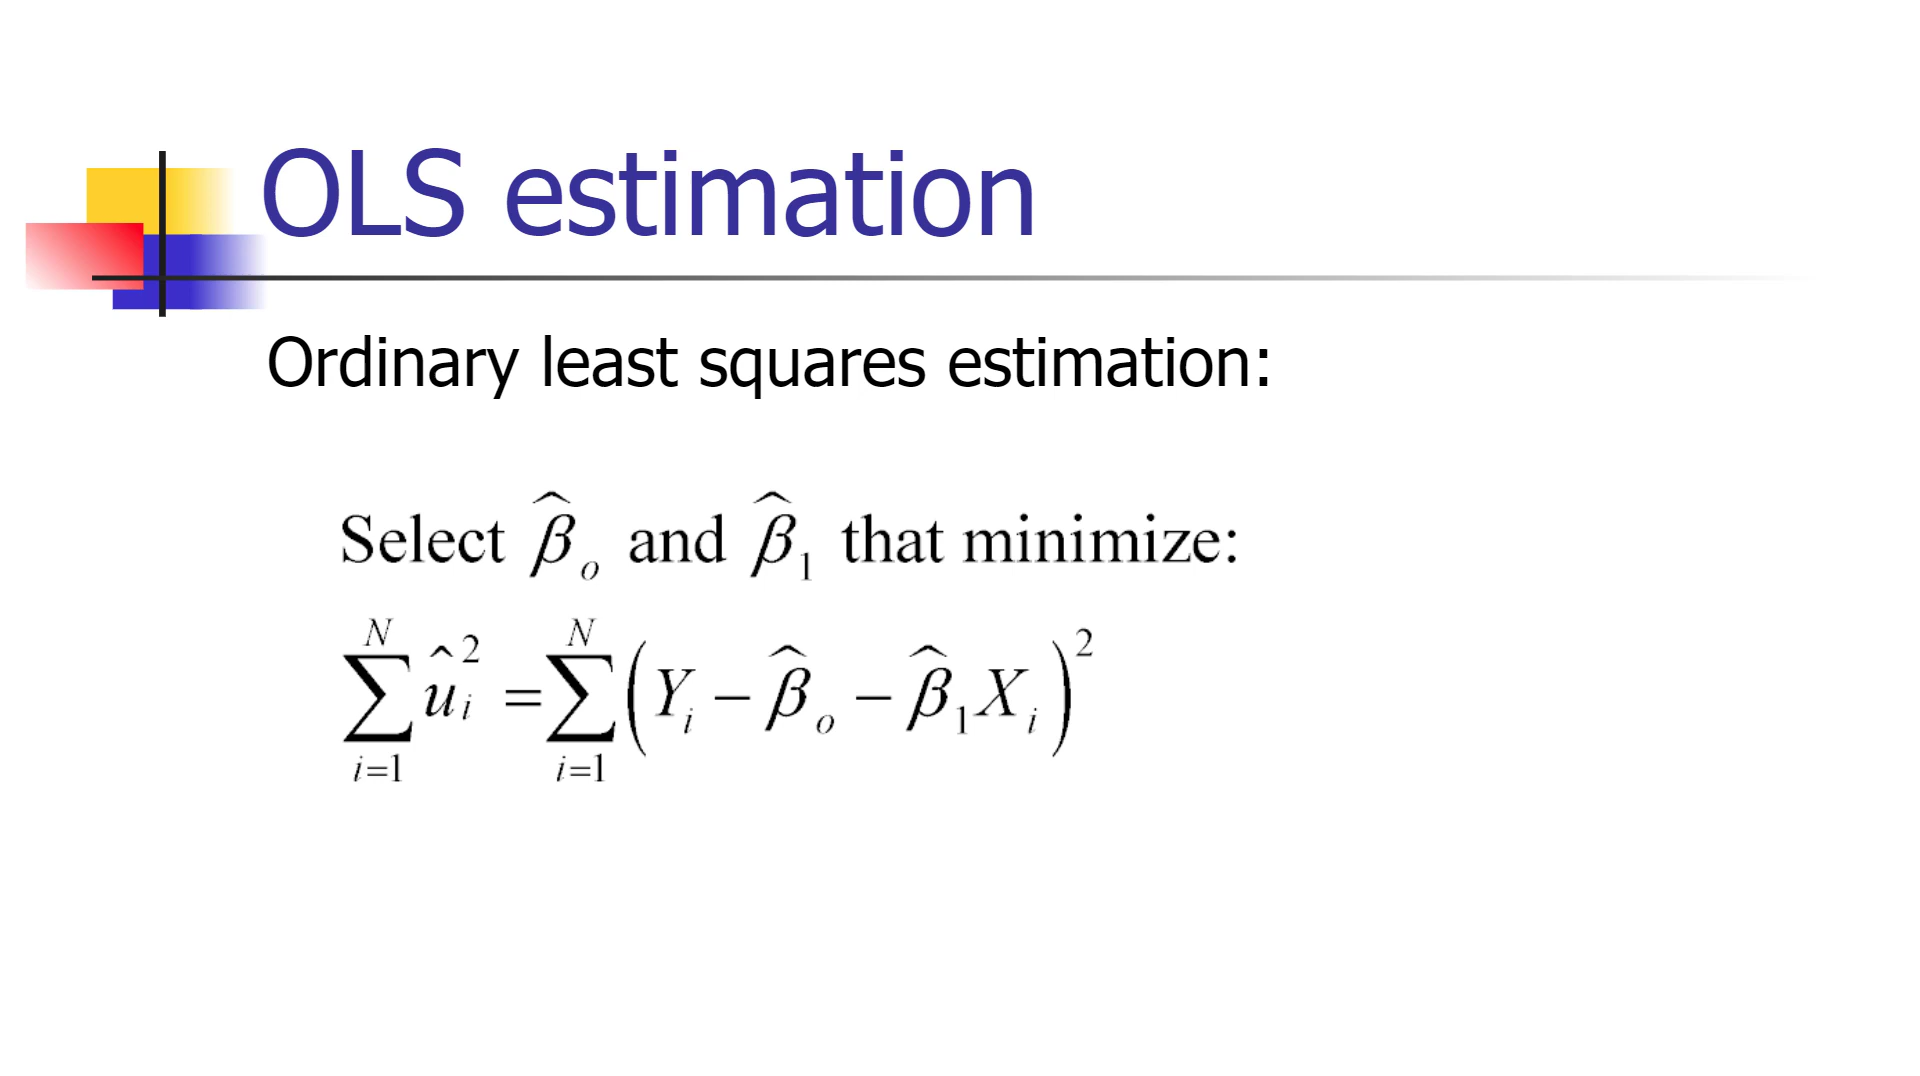 OLS estimation
Ordinary least squares estimation:
Select β̂ₒ and β̂₁ that minimize:
∑ᵢ₌₁ᴺ ûᵢ² = ∑ᵢ₌₁ᴺ (Yᵢ − β̂ₒ − β̂₁Xᵢ)²